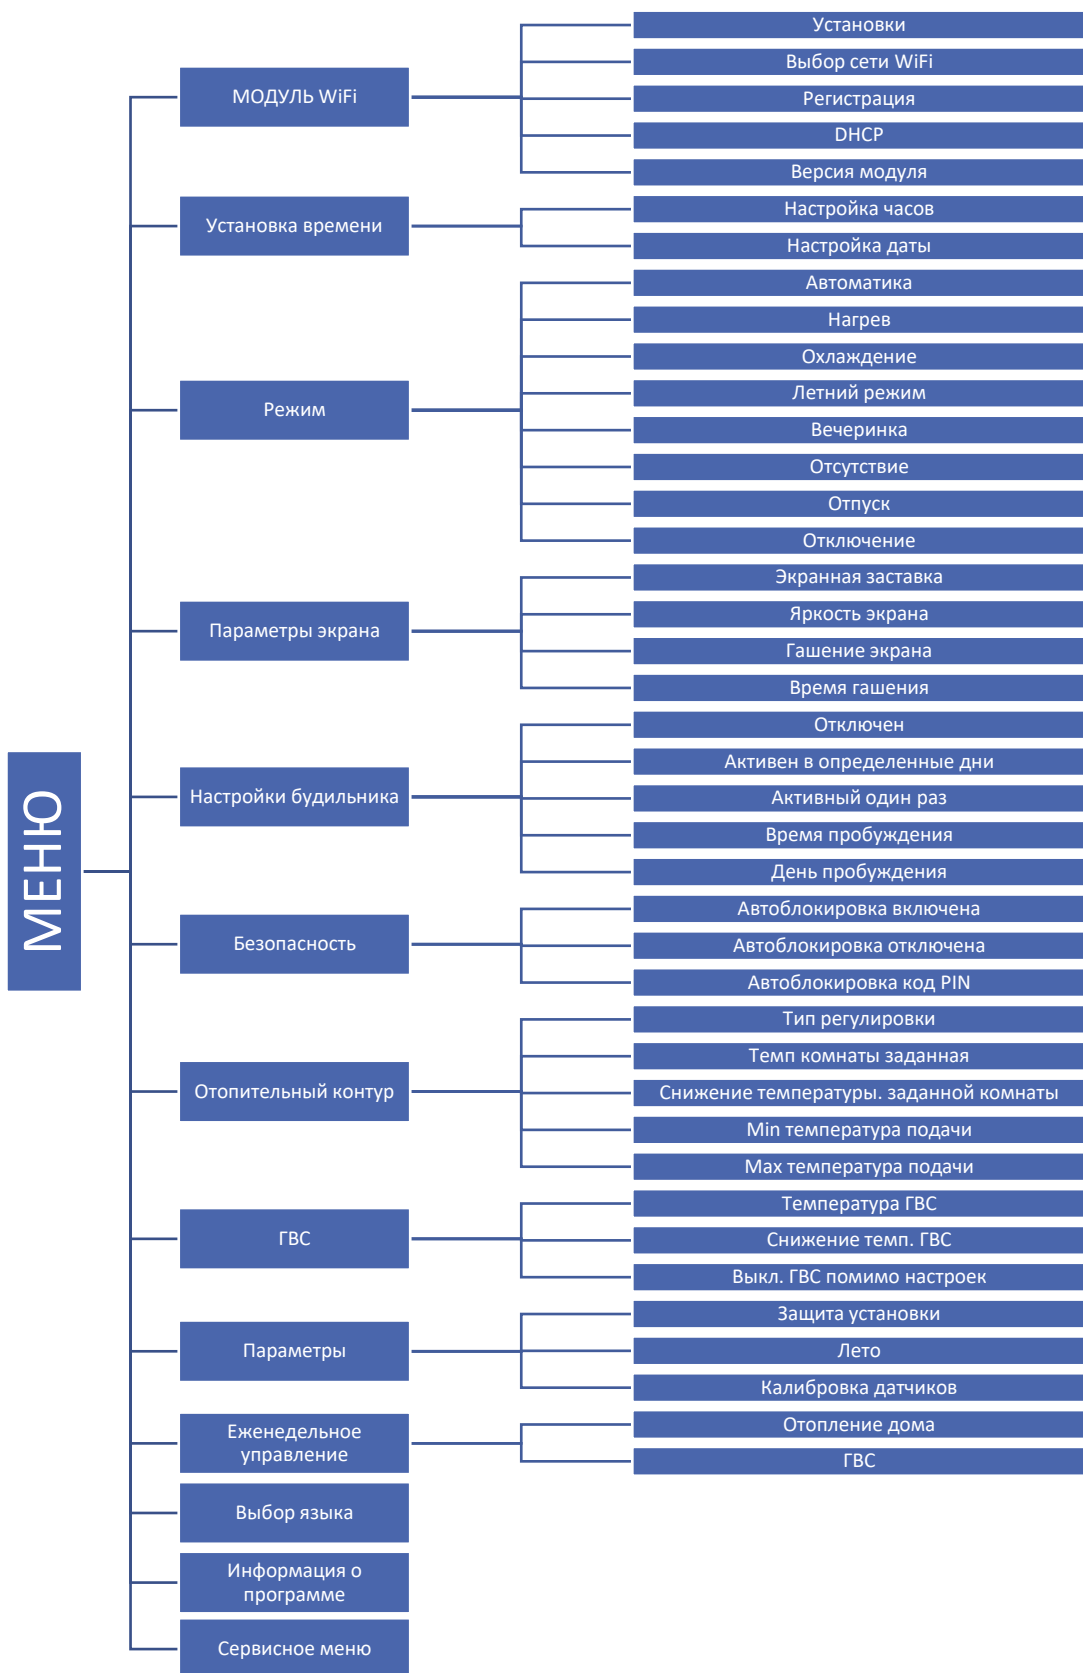 МЕНЮ
МОДУЛЬ WiFi
Установки
Выбор сети WiFi
Регистрация
DHCP
Версия модуля
Установка времени
Настройка часов
Настройка даты
Режим
Автоматика
Нагрев
Охлаждение
Летний режим
Вечеринка
Отсутствие
Отпуск
Отключение
Параметры экрана
Экранная заставка
Яркость экрана
Гашение экрана
Время гашения
Настройки будильника
Отключен
Активен в определенные дни
Активный один раз
Время пробуждения
День пробуждения
Безопасность
Автоблокировка включена
Автоблокировка отключена
Автоблокировка код PIN
Отопительный контур
Тип регулировки
Темп комнаты заданная
Снижение температуры. заданной комнаты
Min температура подачи
Max температура подачи
ГВС
Температура ГВС
Снижение темп. ГВС
Выкл. ГВС помимо настроек
Параметры
Защита установки
Лето
Калибровка датчиков
Еженедельное
управление
Отопление дома
ГВС
Выбор языка
Информация о
программе
Сервисное меню